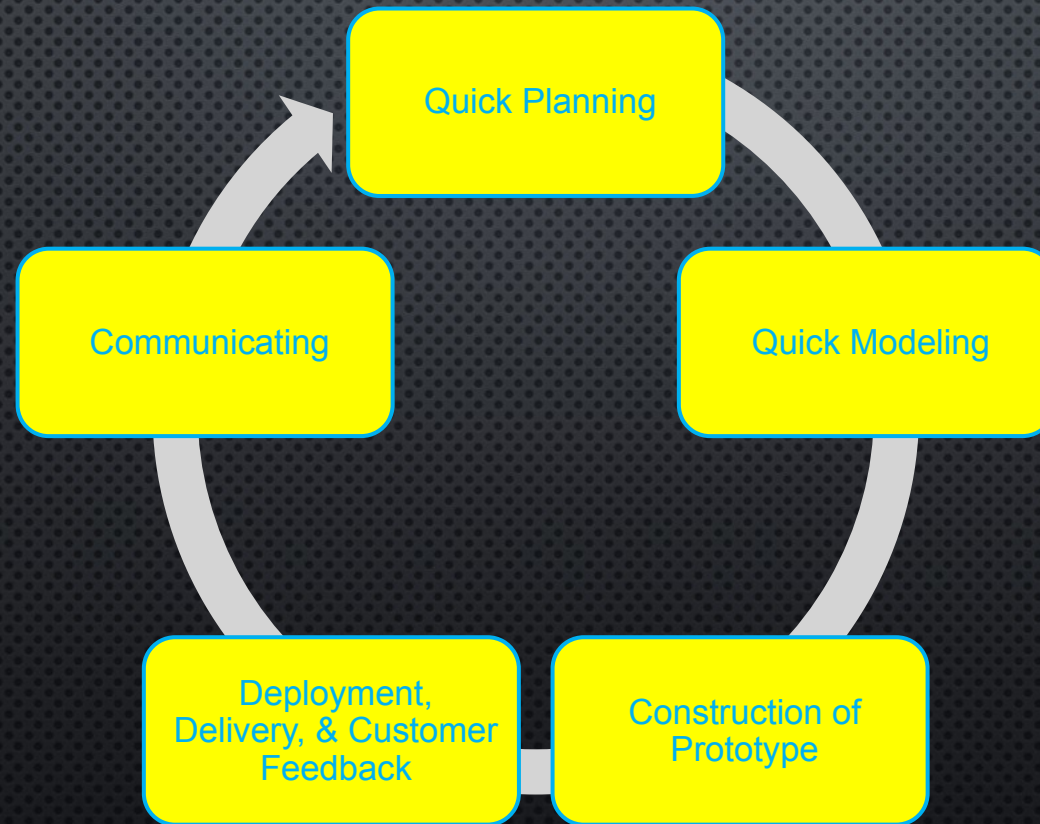 Quick Planning
Communicating
Quick Modeling
Deployment,
Delivery, & Customer
Feedback
Construction of
Prototype